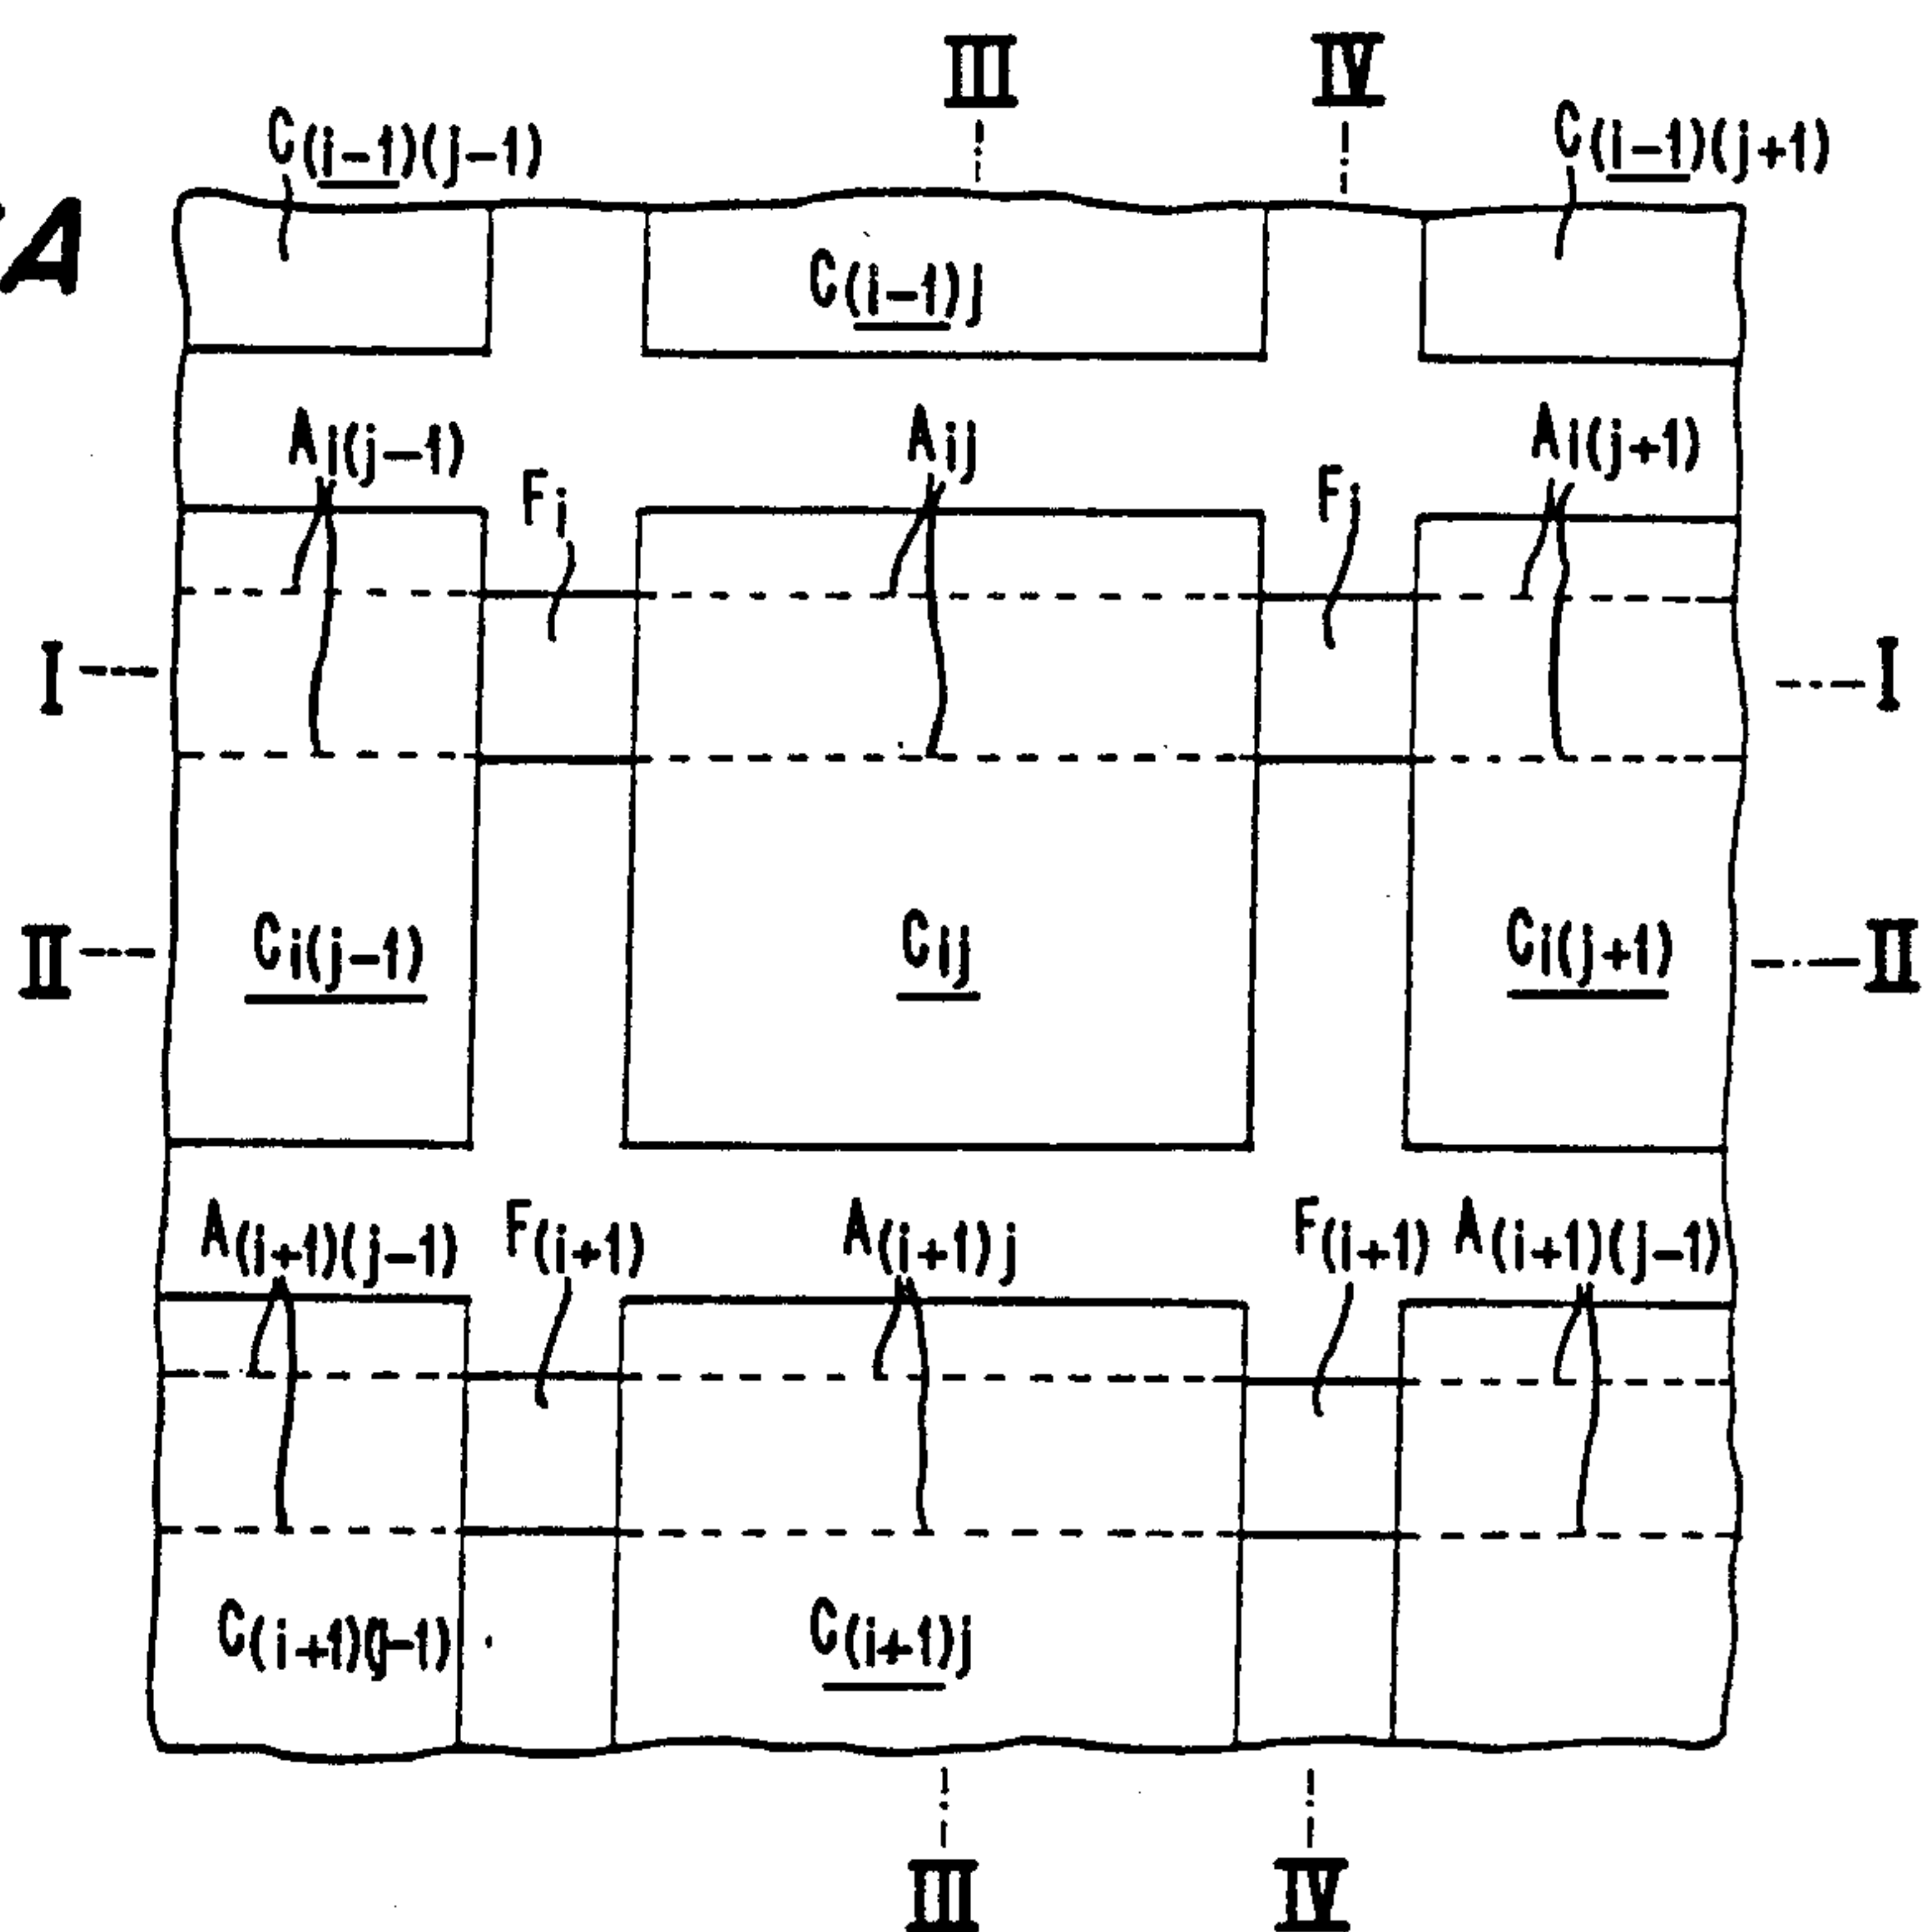 III IV
C(i-1)(j-1) C(i-1)(j+1)
A
C(i-1)j
Ai(j-1) Aij Ai(j+1)
Fi Fi
I I
II Ci(j-1) Cij Ci(j+1) II
A(i+1)(j-1) F(i+1) A(i+1)j F(i+1) A(i+1)(j-1)
C(i+1)(j-1) C(i+1)j
III IV